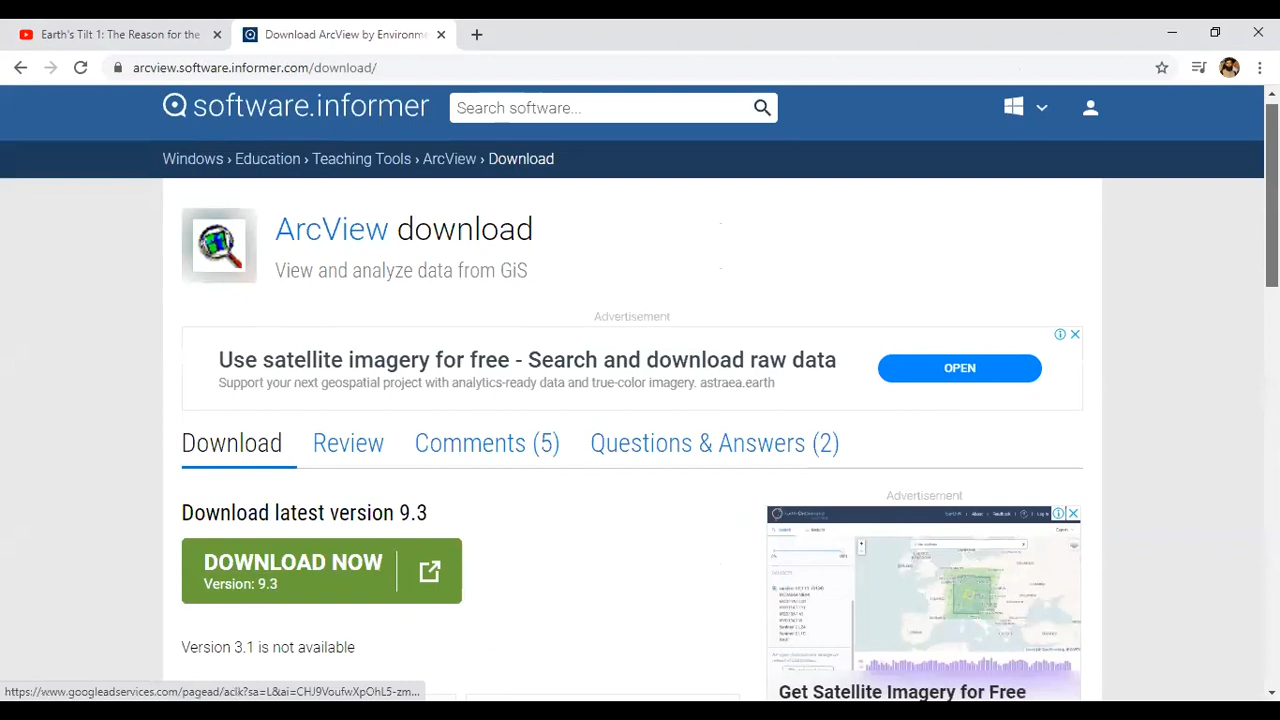 Earth's Tilt 1: The Reason for the
Download ArcView by Environme
arcview.software.informer.com/download/
software.informer
Search software...
Windows › Education › Teaching Tools › ArcView › Download
ArcView download
View and analyze data from GiS
Advertisement
Use satellite imagery for free - Search and download raw data
Support your next geospatial project with analytics-ready data and true-color imagery. astraea.earth
OPEN
Download
Review
Comments (5)
Questions & Answers (2)
Advertisement
Download latest version 9.3
DOWNLOAD NOW
Version: 9.3
Version 3.1 is not available
Get Satellite Imagery for Free
https://www.googleadservices.com/pagead/aclk?sa=L&ai=CHJ9VoufwXpOhL5-zm...